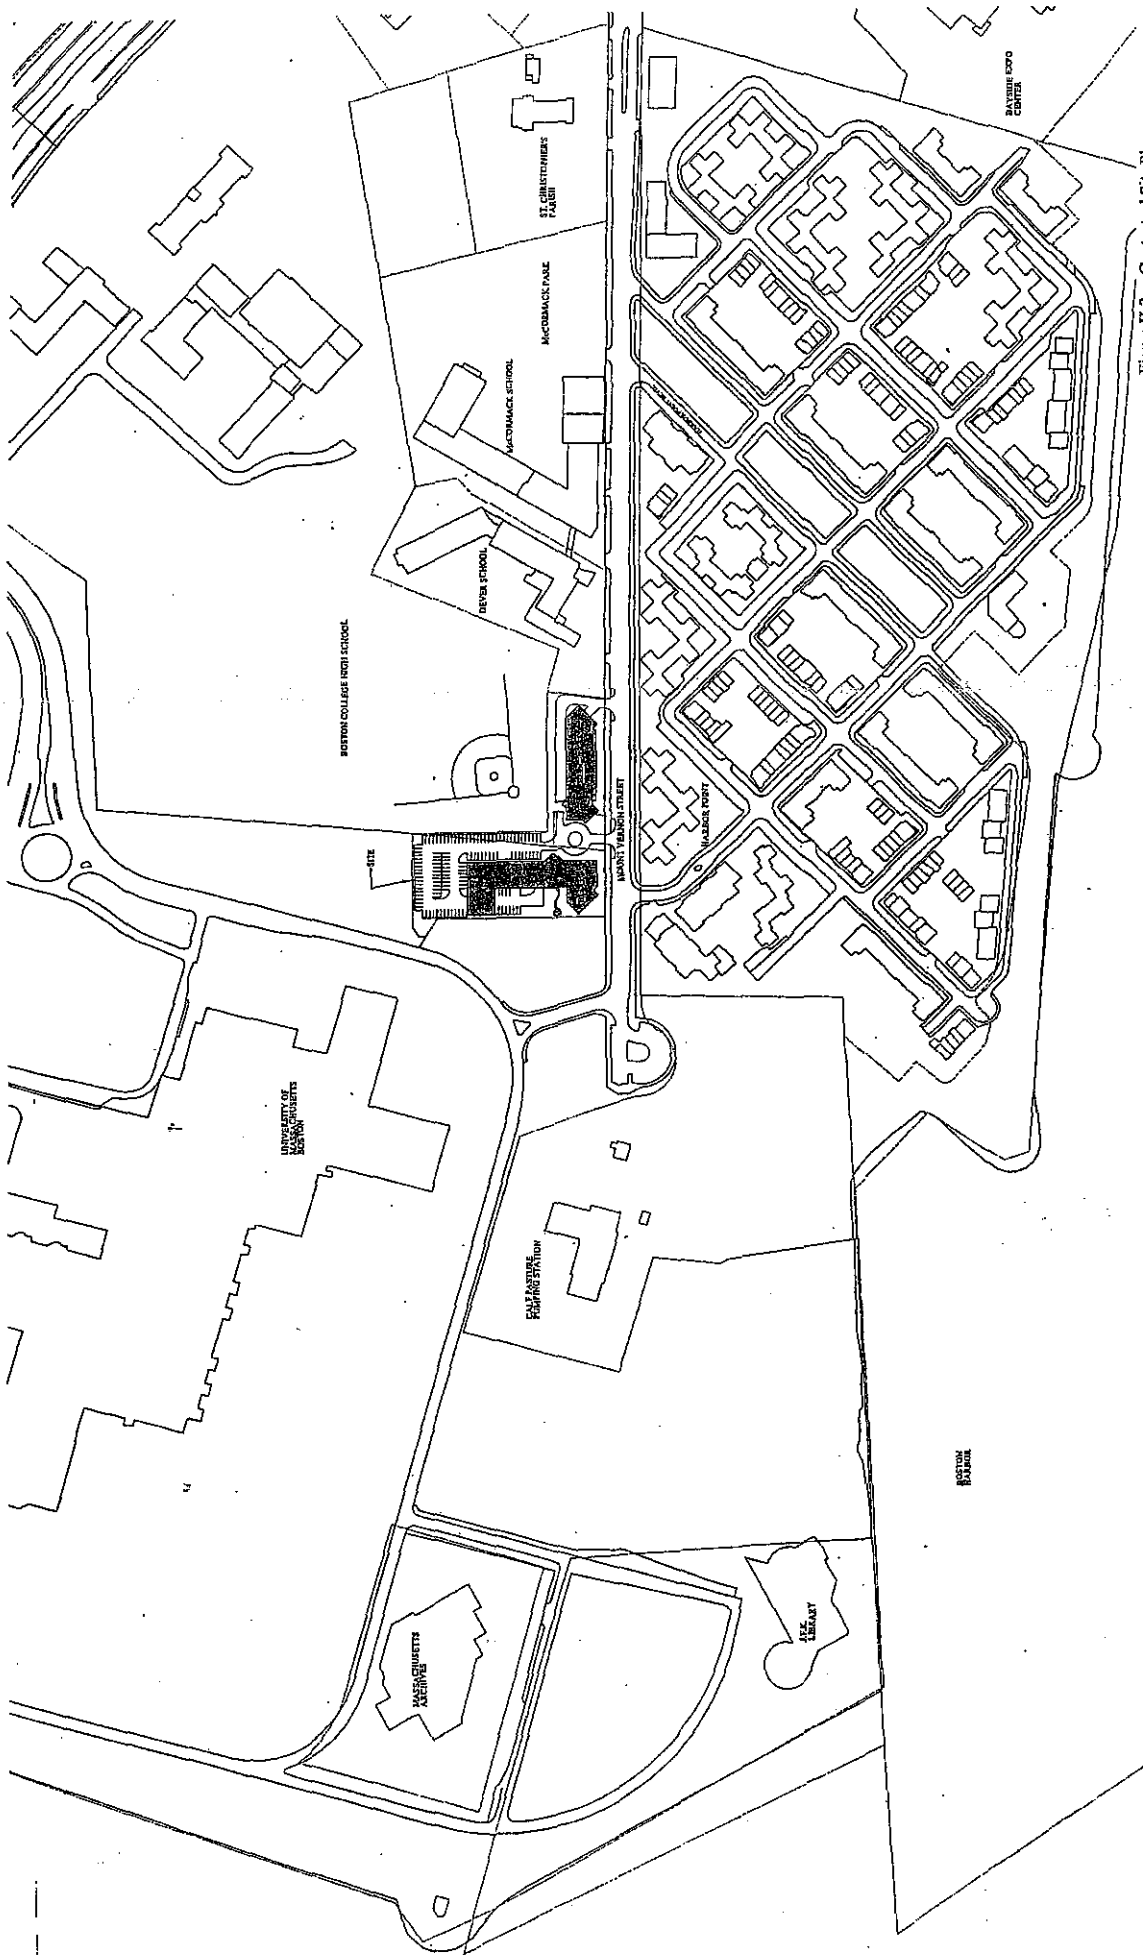 BAYSIDE EXPO
CENTER
ST. CHRISTOPHER'S
PARISH
McCORMACK PARK
McCORMACK SCHOOL
DEVER SCHOOL
BOSTON COLLEGE HIGH SCHOOL
SITE
MOUNT VERNON STREET
HARBOR POINT
UNIVERSITY OF
MASSACHUSETTS
BOSTON
CALF PASTURE
PUMPING STATION
BOSTON
HARBOR
MASSACHUSETTS
ARCHIVES
J.F.K.
LIBRARY